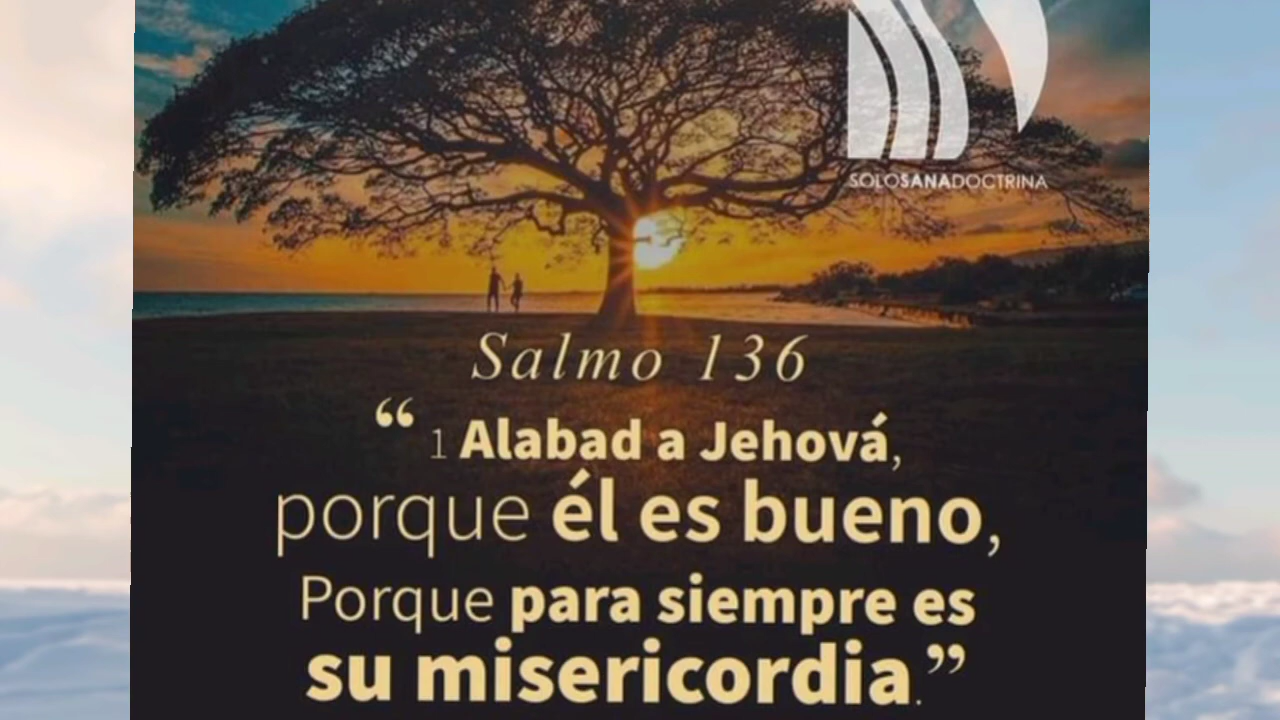 SOLOSANADOCTRINA
Salmo 136
“ 1 Alabad a Jehová,
porque él es bueno,
Porque para siempre es
su misericordia.”